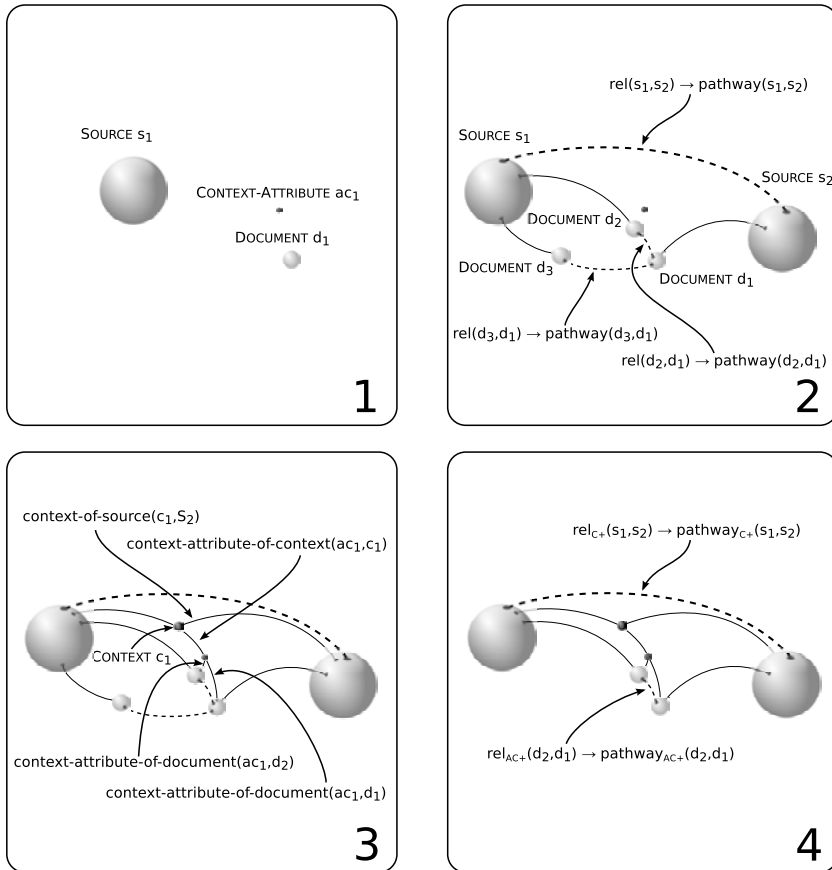 SOURCE s1
CONTEXT-ATTRIBUTE ac1
DOCUMENT d1
1
rel(s1,s2) → pathway(s1,s2)
SOURCE s1
SOURCE s2
DOCUMENT d2
DOCUMENT d3
DOCUMENT d1
rel(d3,d1) → pathway(d3,d1)
rel(d2,d1) → pathway(d2,d1)
2
context-of-source(c1,S2)
context-attribute-of-context(ac1,c1)
CONTEXT c1
context-attribute-of-document(ac1,d2)
context-attribute-of-document(ac1,d1)
3
relC+(s1,s2) → pathwayC+(s1,s2)
relAC+(d2,d1) → pathwayAC+(d2,d1)
4